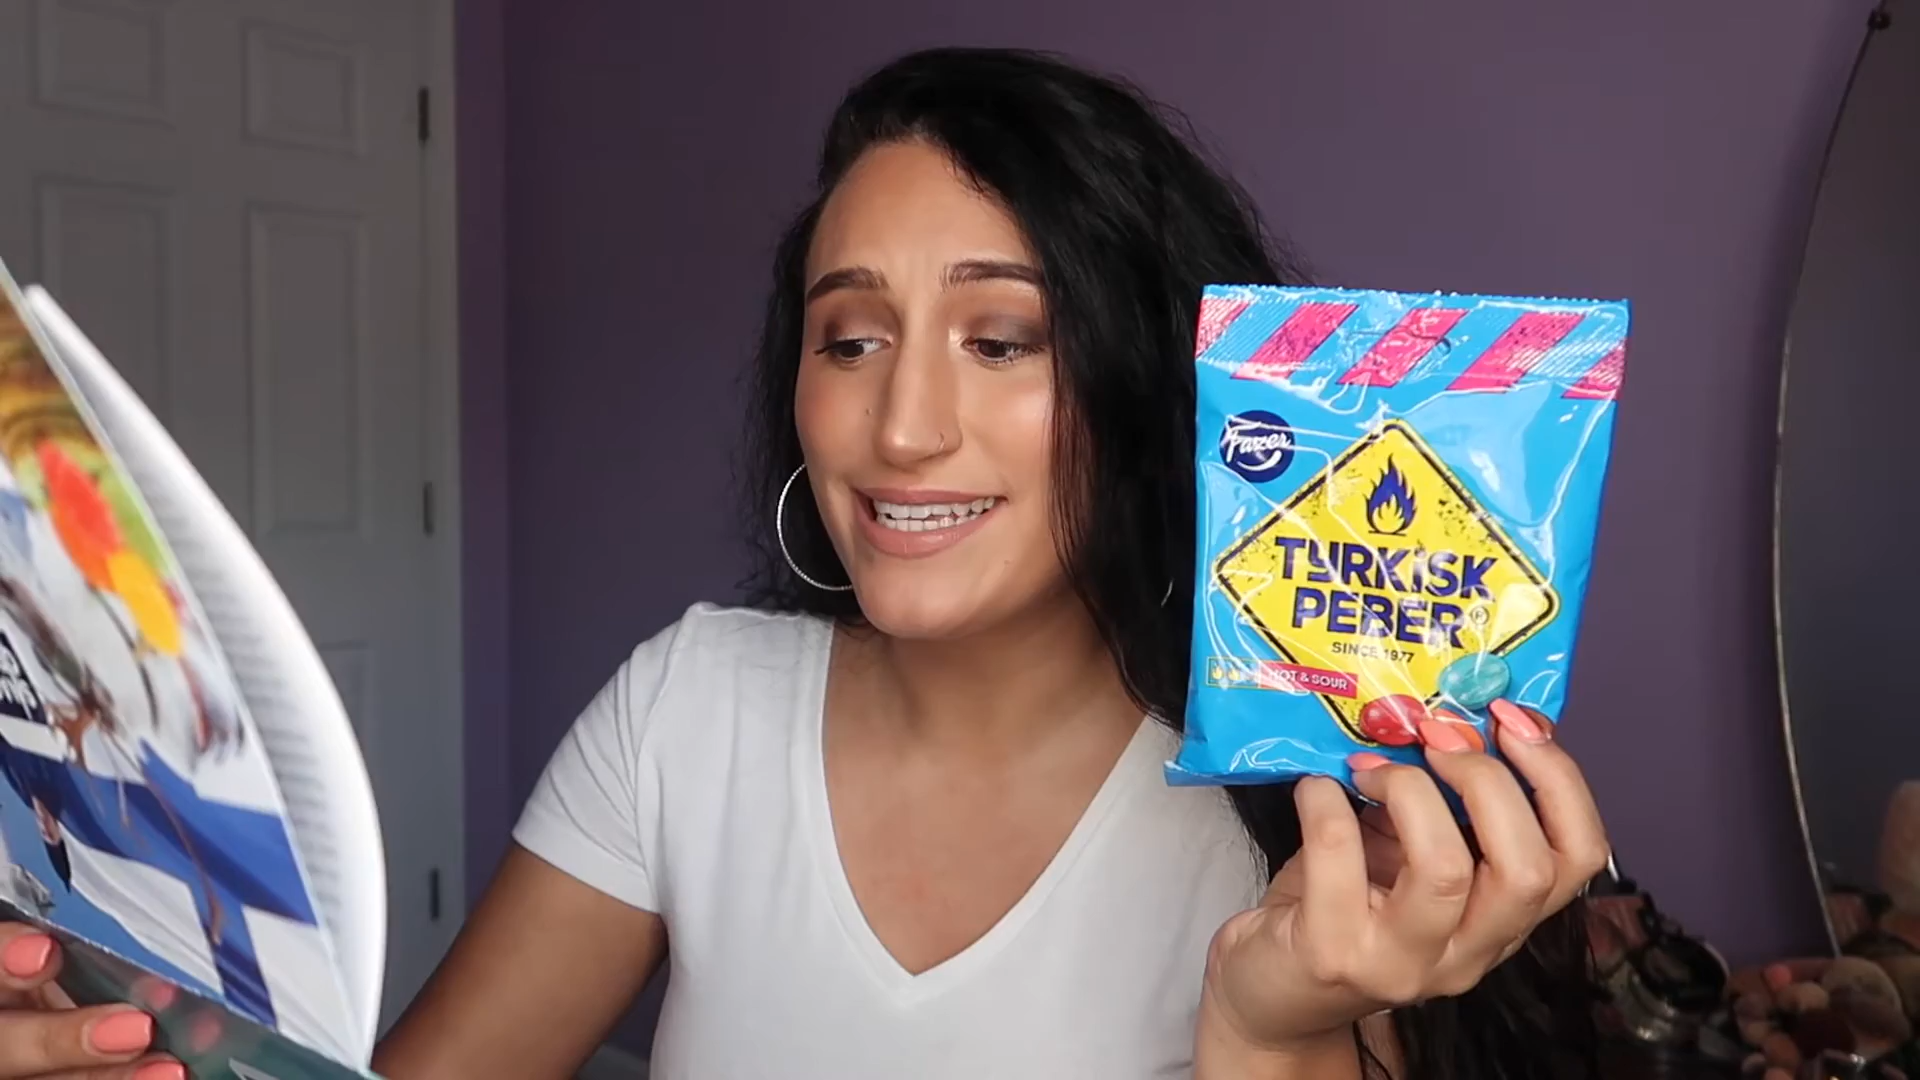 Fazer
TYRKISK
PEBER®
SINCE 1977
HOT & SOUR